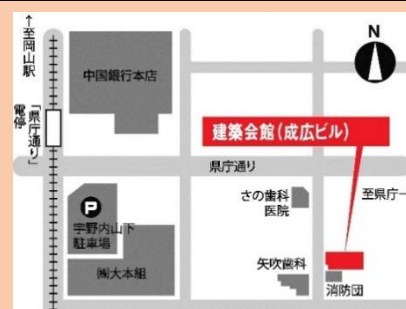 ↑至岡山駅
N
中国銀行本店
「県庁通り」
電停
建築会館(成広ビル)
県庁通り
至県庁→
さの歯科
医院
P
宇野内山下
駐車場
矢吹歯科
㈱大本組
消防団